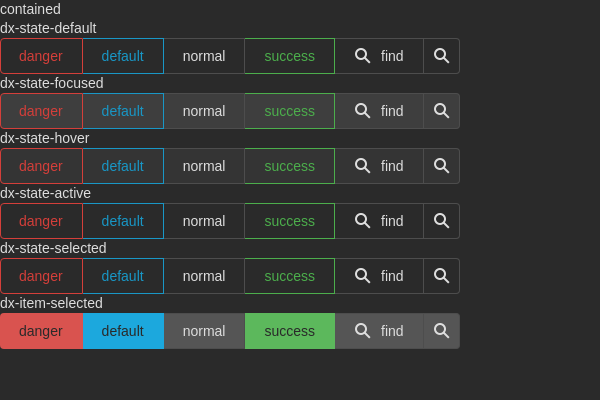 contained
dx-state-default
danger default normal success find
dx-state-focused
danger default normal success find
dx-state-hover
danger default normal success find
dx-state-active
danger default normal success find
dx-state-selected
danger default normal success find
dx-item-selected
danger default normal success find